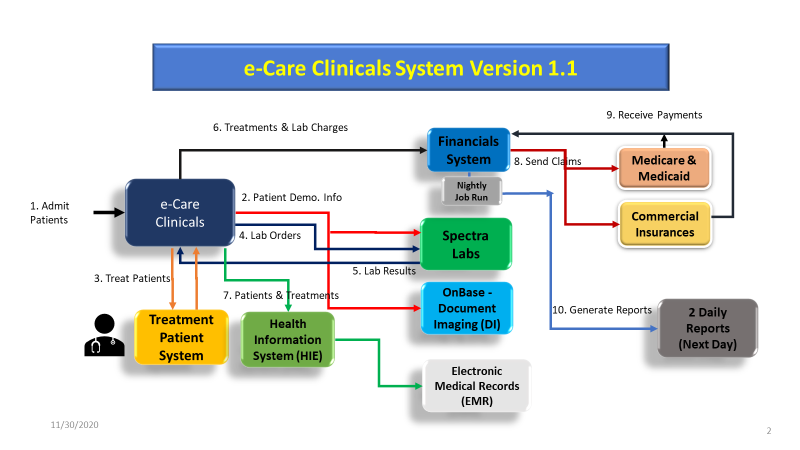 e-Care Clinicals System Version 1.1
9. Receive Payments
6. Treatments & Lab Charges
Financials
System
8. Send Claims
Medicare &
Medicaid
Nightly
Job Run
1. Admit
Patients
e-Care
Clinicals
2. Patient Demo. Info
Commercial
Insurances
4. Lab Orders
Spectra
Labs
5. Lab Results
3. Treat Patients
7. Patients & Treatments
OnBase -
Document
Imaging (DI)
10. Generate Reports
2 Daily
Reports
(Next Day)
Treatment
Patient
System
Health
Information
System (HIE)
Electronic
Medical Records
(EMR)
11/30/2020
2